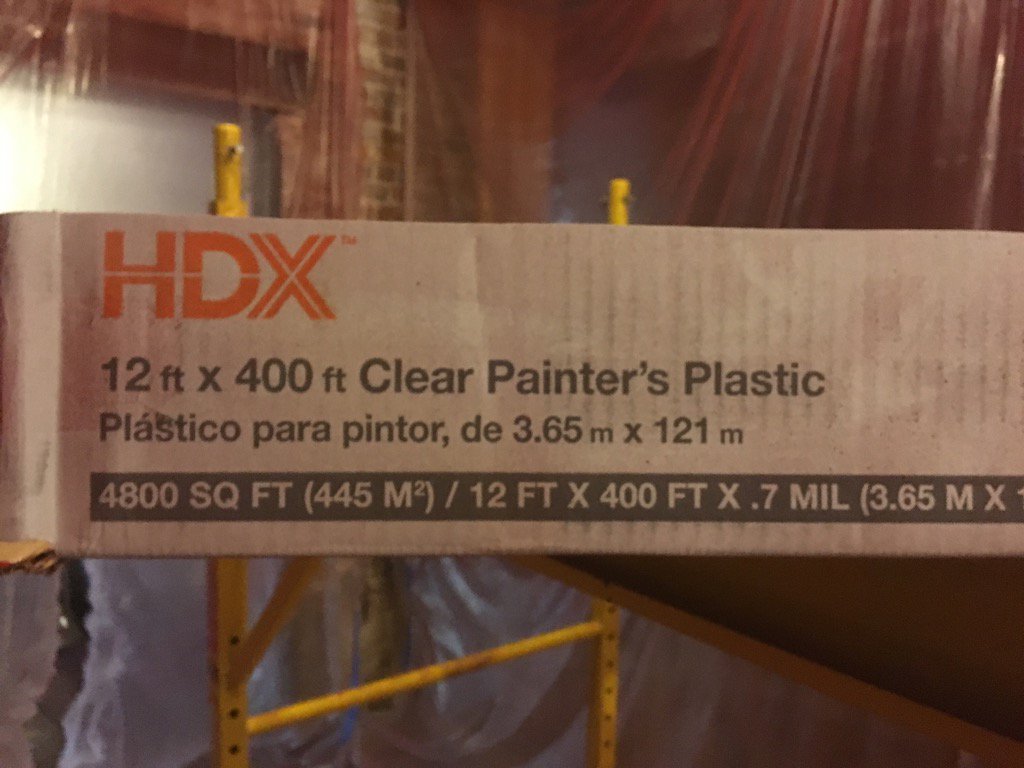 HDX™
12 ft x 400 ft Clear Painter's Plastic
Plástico para pintor, de 3.65 m x 121 m
4800 SQ FT (445 M²) / 12 FT X 400 FT X .7 MIL (3.65 M X